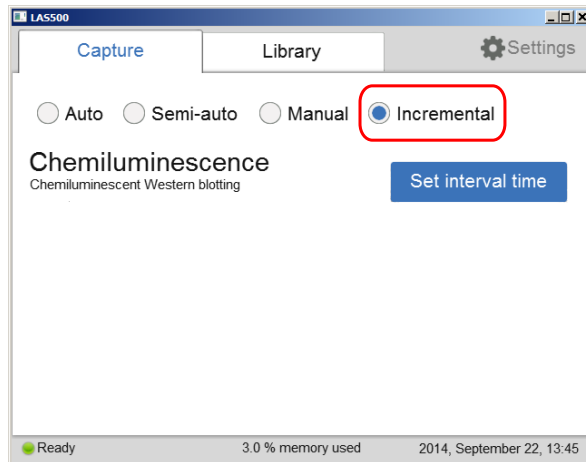 LAS500
Capture
Library
Settings
Auto
Semi-auto
Manual
Incremental
Chemiluminescence
Chemiluminescent Western blotting
Set interval time
Ready
3.0 % memory used
2014, September 22, 13:45